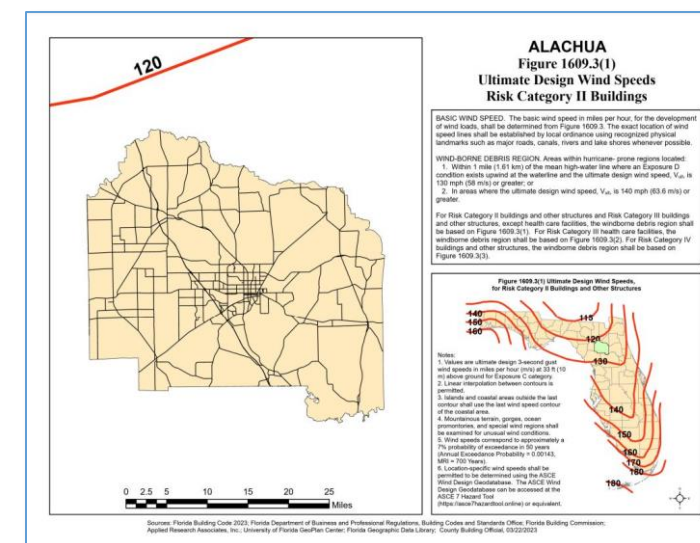 120
0 2.5 5 10 15 20 25
Miles
ALACHUA
Figure 1609.3(1)
Ultimate Design Wind Speeds
Risk Category II Buildings
BASIC WIND SPEED. The basic wind speed in miles per hour, for the development
of wind loads, shall be determined from Figure 1609.3. The exact location of wind
speed lines shall be established by local ordinance using recognized physical
landmarks such as major roads, canals, rivers and lake shores whenever possible.
WIND-BORNE DEBRIS REGION. Areas within hurricane- prone regions located:
1. Within 1 mile (1.61 km) of the mean high-water line where an Exposure D
condition exists upwind at the waterline and the ultimate design wind speed, Vult, is
130 mph (58 m/s) or greater; or
2. In areas where the ultimate design wind speed, Vult, is 140 mph (63.6 m/s) or
greater.
For Risk Category II buildings and other structures and Risk Category III buildings
and other structures, except health care facilities, the windborne debris region shall
be based on Figure 1609.3(1). For Risk Category III health care facilities, the
windborne debris region shall be based on Figure 1609.3(2). For Risk Category IV
buildings and other structures, the windborne debris region shall be based on
Figure 1609.3(3).
Figure 1609.3(1) Ultimate Design Wind Speeds,
for Risk Category II Buildings and Other Structures
140
150
160
115
120
130
140
150
160
170
180
180
Notes:
1. Values are ultimate design 3-second gust
wind speeds in miles per hour (m/s) at 33 ft (10
m) above ground for Exposure C category.
2. Linear interpolation between contours is
permitted.
3. Islands and coastal areas outside the last
contour shall use the last wind speed contour
of the coastal area.
4. Mountainous terrain, gorges, ocean
promontories, and special wind regions shall
be examined for unusual wind conditions.
5. Wind speeds correspond to approximately a
7% probability of exceedance in 50 years
(Annual Exceedance Probability = 0.00143,
MRI = 700 Years).
6. Location-specific wind speeds shall be
permitted to be determined using the ASCE
Wind Design Geodatabase. The ASCE
Wind Design Geodatabase can be accessed at the
ASCE 7 Hazard Tool
(https://asce7hazardtool.online) or equivalent.
Sources: Florida Building Code 2023; Florida Department of Business and Professional Regulations, Building Codes and Standards Office, Florida Building Commission;
Applied Research Associates, Inc.; University of Florida GeoPlan Center; Florida Geographic Data Library; County Building Official, 03/22/2023